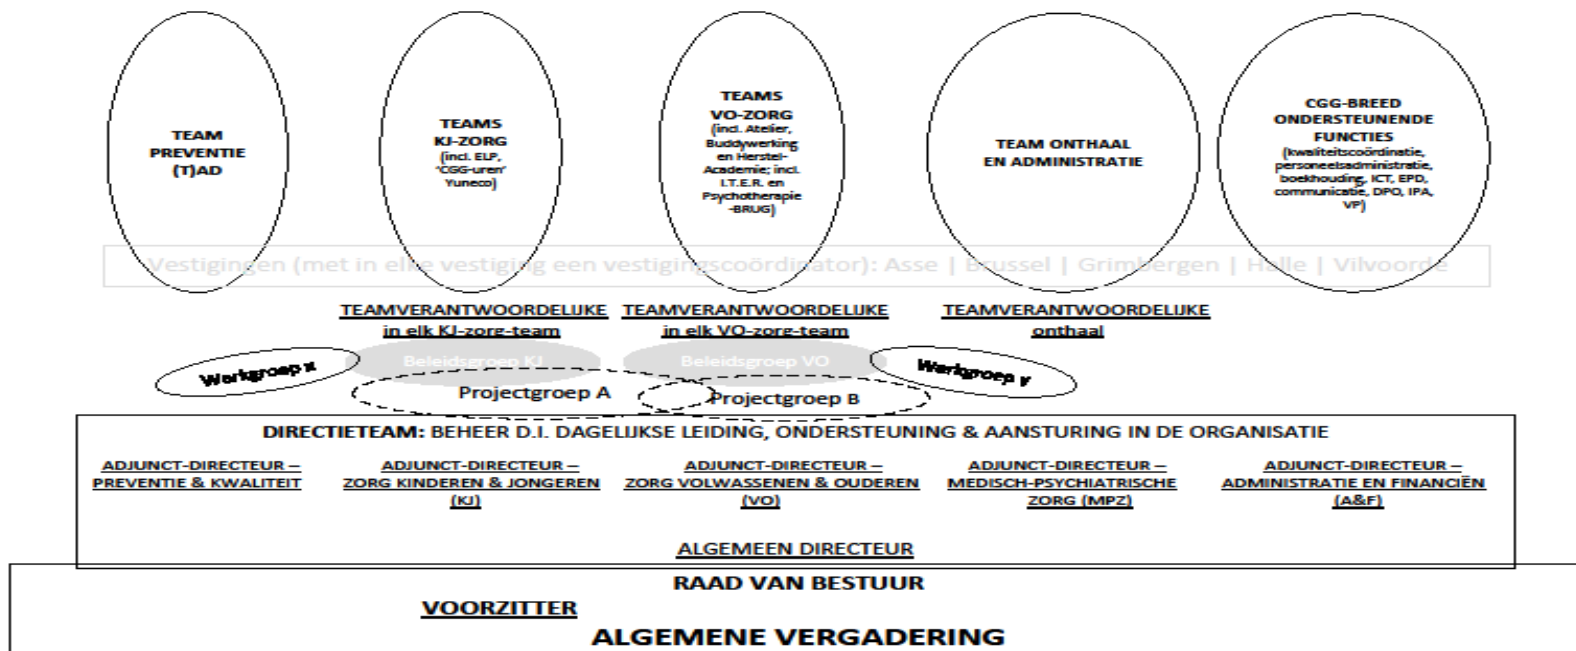 TEAM
PREVENTIE
(T)AD
TEAMS
KJ-ZORG
(incl. ELP,
‘CGG-uren’
Yuneco)
TEAMS
VO-ZORG
(incl. Atelier,
Buddywerking
en Herstel-
Academie; incl.
I.T.E.R. en
Psychotherapie
-BRUG)
TEAM ONTHAAL
EN ADMINISTRATIE
CGG-BREED
ONDERSTEUNENDE
FUNCTIES
(kwaliteitscoördinatie,
personeelsadministratie,
boekhouding, ICT, EPD,
communicatie, DPO, IPA,
VP)
Vestigingen (met in elke vestiging een vestigingscoördinator): Asse | Brussel | Grimbergen | Halle | Vilvoorde
TEAMVERANTWOORDELIJKE
in elk KJ-zorg-team
TEAMVERANTWOORDELIJKE
in elk VO-zorg-team
TEAMVERANTWOORDELIJKE
onthaal
Werkgroep x
Beleidsgroep KJ
Beleidsgroep VO
Werkgroep y
Projectgroep A
Projectgroep B
DIRECTIETEAM: BEHEER D.I. DAGELIJKSE LEIDING, ONDERSTEUNING & AANSTURING IN DE ORGANISATIE
ADJUNCT-DIRECTEUR –
PREVENTIE & KWALITEIT
ADJUNCT-DIRECTEUR –
ZORG KINDEREN & JONGEREN
(KJ)
ADJUNCT-DIRECTEUR –
ZORG VOLWASSENEN & OUDEREN
(VO)
ADJUNCT-DIRECTEUR –
MEDISCH-PSYCHIATRISCHE
ZORG (MPZ)
ADJUNCT-DIRECTEUR –
ADMINISTRATIE EN FINANCIËN
(A&F)
ALGEMEEN DIRECTEUR
RAAD VAN BESTUUR
VOORZITTER
ALGEMENE VERGADERING